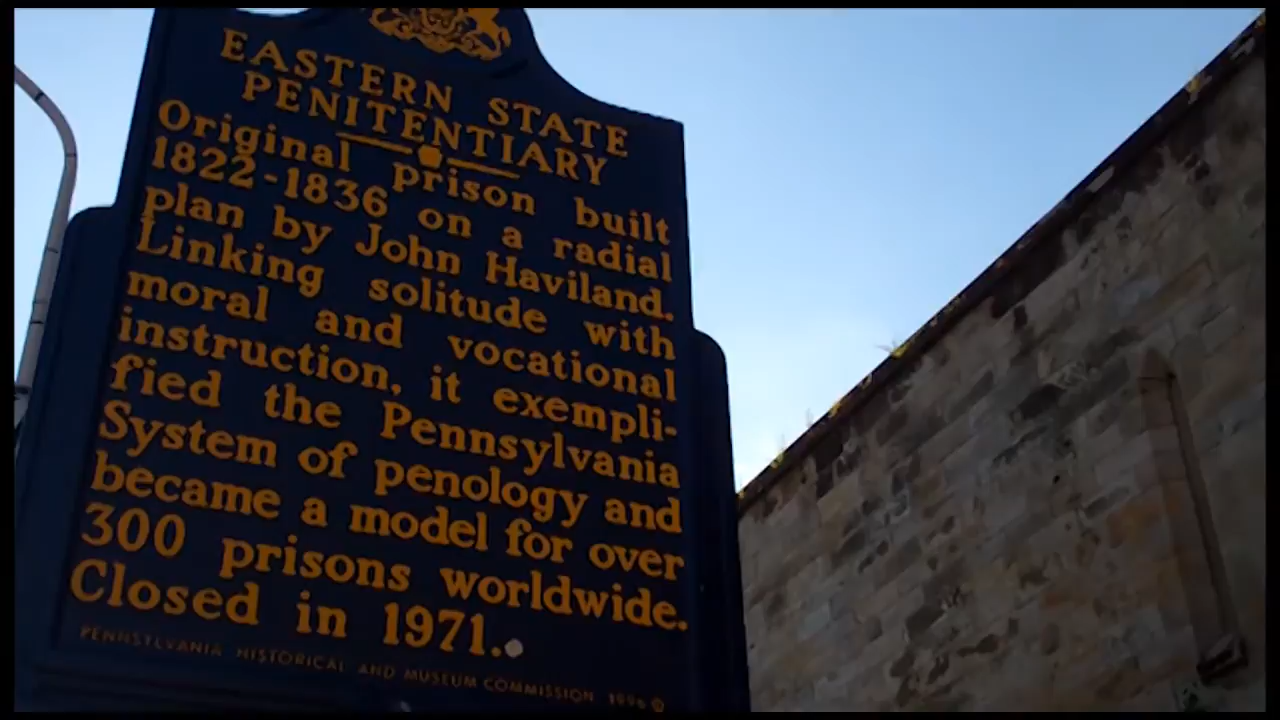 EASTERN STATE
PENITENTIARY
Original prison built
1822-1836 on a radial
plan by John Haviland.
Linking solitude with
moral and vocational
instruction, it exempli-
fied the Pennsylvania
System of penology and
became a model for over
300 prisons worldwide.
Closed in 1971.
PENNSYLVANIA HISTORICAL AND MUSEUM COMMISSION 1996 ©